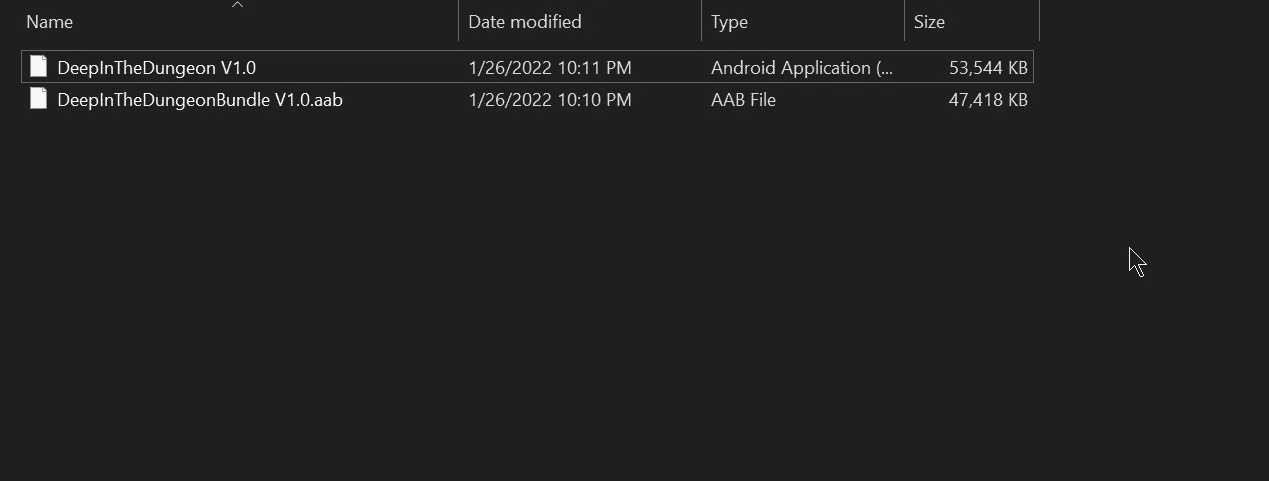 Name Date modified Type Size
DeepInTheDungeon V1.0 1/26/2022 10:11 PM Android Application (... 53,544 KB
DeepInTheDungeonBundle V1.0.aab 1/26/2022 10:10 PM AAB File 47,418 KB